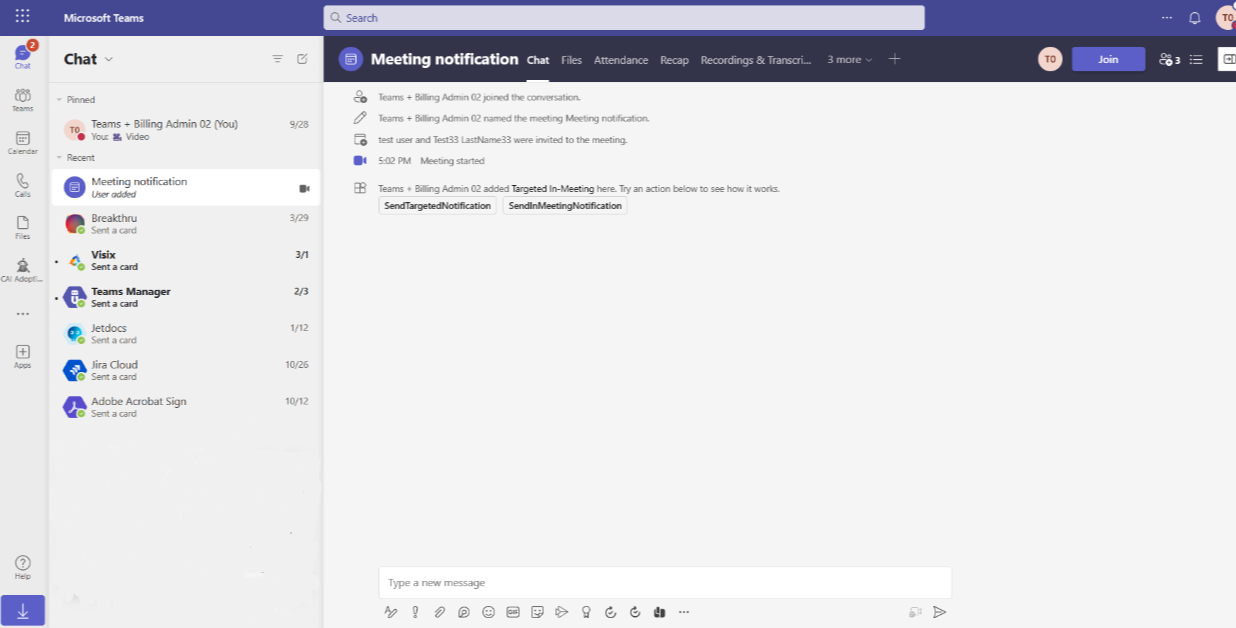 Microsoft Teams
Search
TO
2
Chat
Teams
Calendar
Calls
Files
CAI Adopti...
Apps
Help
Chat
Pinned
TO
Teams + Billing Admin 02 (You)
9/28
You: Video
Recent
Meeting notification
User added
Breakthru
3/29
Sent a card
Visix
3/1
Sent a card
Teams Manager
2/3
Sent a card
Jetdocs
1/12
Sent a card
Jira Cloud
10/26
Sent a card
Adobe Acrobat Sign
10/12
Sent a card
Meeting notification Chat Files Attendance Recap Recordings & Transcri... 3 more
TO
Join
3
Teams + Billing Admin 02 joined the conversation.
Teams + Billing Admin 02 named the meeting Meeting notification.
test user and Test33 LastName33 were invited to the meeting.
5:02 PM Meeting started
Teams + Billing Admin 02 added Targeted In-Meeting here. Try an action below to see how it works.
SendTargetedNotification SendInMeetingNotification
Type a new message
GIF